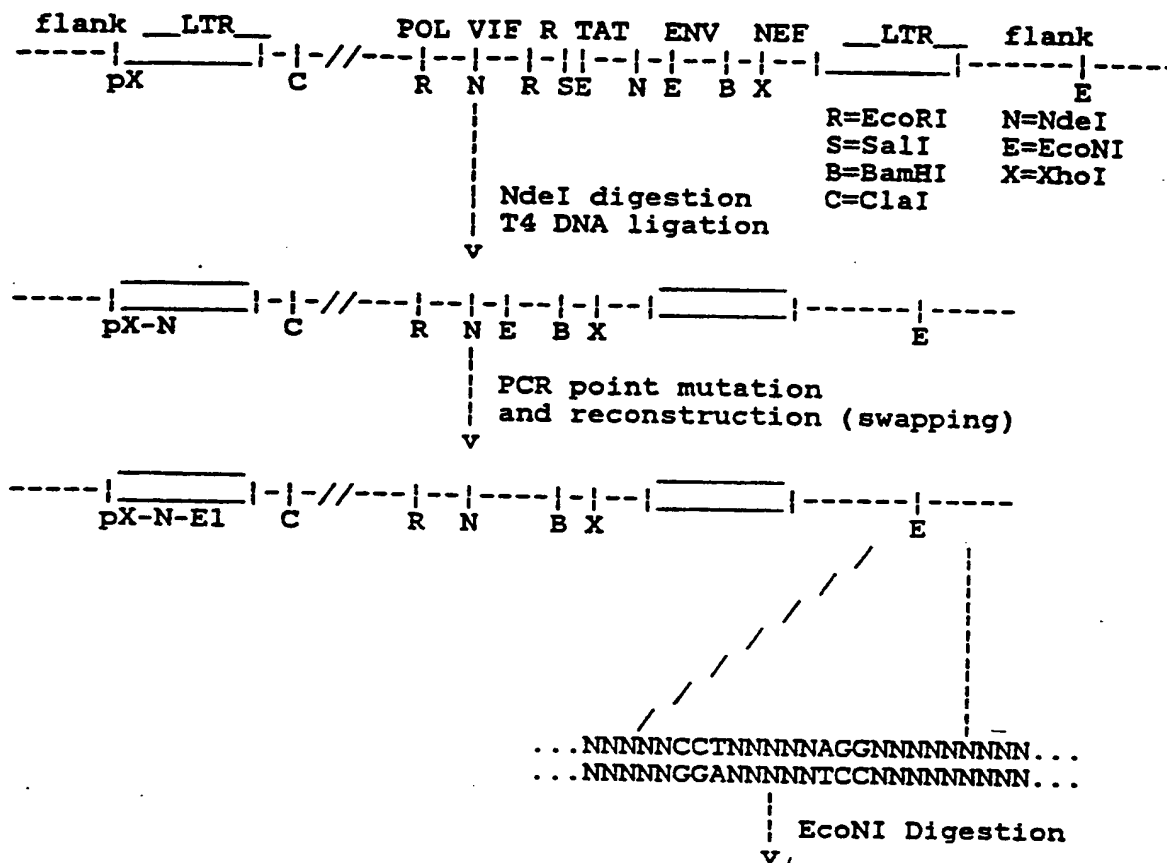 flank __LTR__ POL VIF R TAT ENV NEF __LTR__ flank
pX C R N R SE N E B X E
R=EcoRI N=NdeI
S=SalI E=EcoNI
B=BamHI X=XhoI
C=ClaI
NdeI digestion
T4 DNA ligation
pX-N C R N E B X E
PCR point mutation
and reconstruction (swapping)
pX-N-E1 C R N B X E
...NNNNNCCTNNNNNAGGNNNNNNNNN...
NNNNNGGANNNNNTCCNNNNNNNNN...
EcoNI Digestion